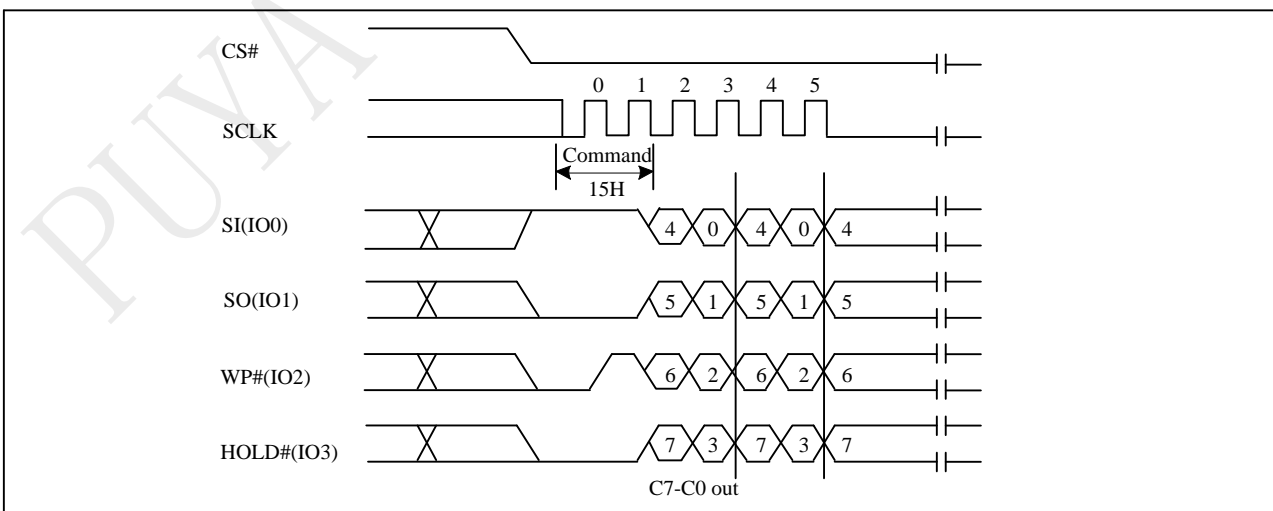 PUYA
CS#
0 1 2 3 4 5
SCLK
Command
15H
SI(IO0) 4 0 4 0 4
SO(IO1) 5 1 5 1 5
WP#(IO2) 6 2 6 2 6
HOLD#(IO3) 7 3 7 3 7
C7-C0 out